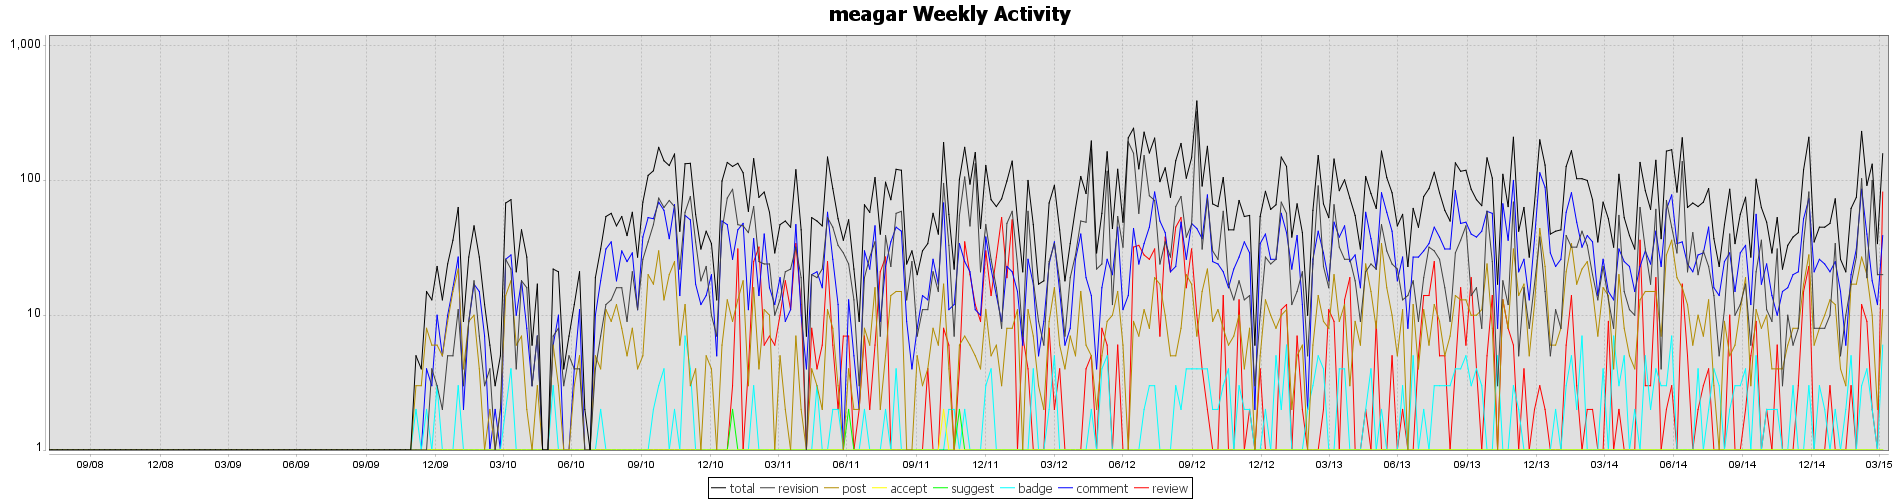 meagar Weekly Activity
1,000
100
10
1
09/08 12/08 03/09 06/09 09/09 12/09 03/10 06/10 09/10 12/10 03/11 06/11 09/11 12/11 03/12 06/12 09/12 12/12 03/13 06/13 09/13 12/13 03/14 06/14 09/14 12/14 03/15
total revision post accept suggest badge comment review